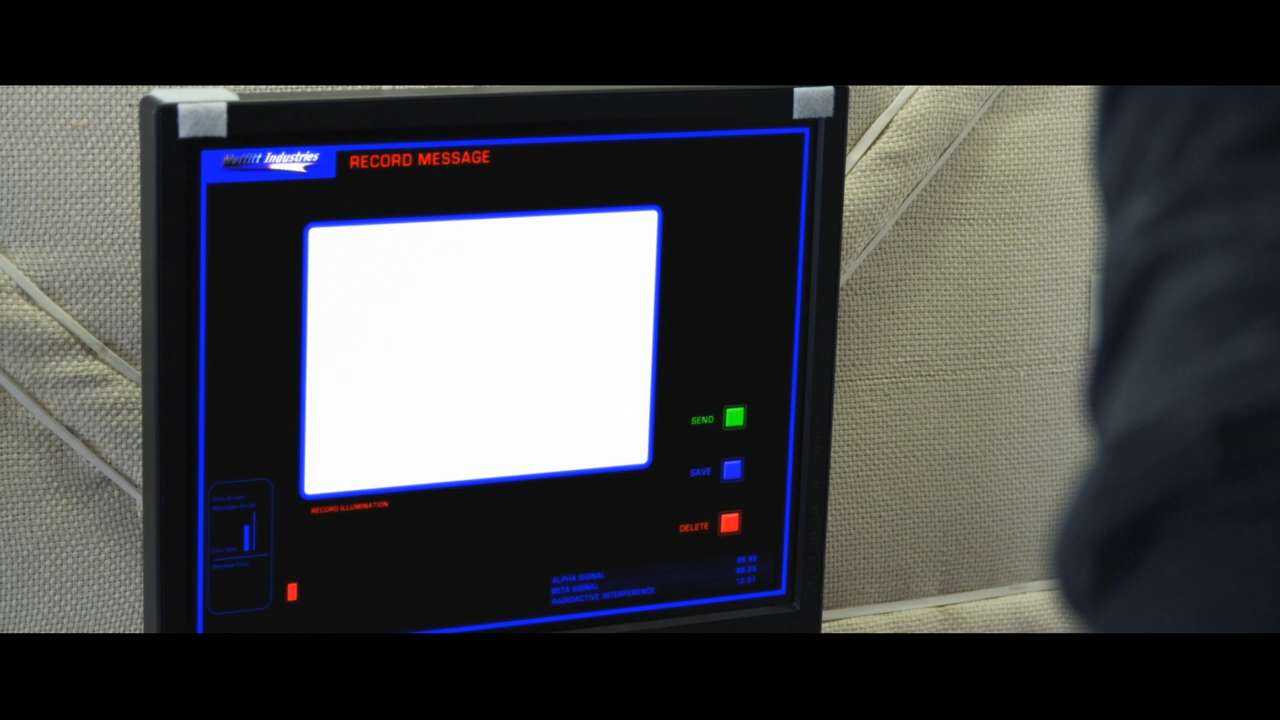 Moffitt Industries
RECORD MESSAGE
SEND
SAVE
DELETE
RECORD ILLUMINATION
ALPHA SIGNAL
BETA SIGNAL
RADIOACTIVE INTERFERENCE